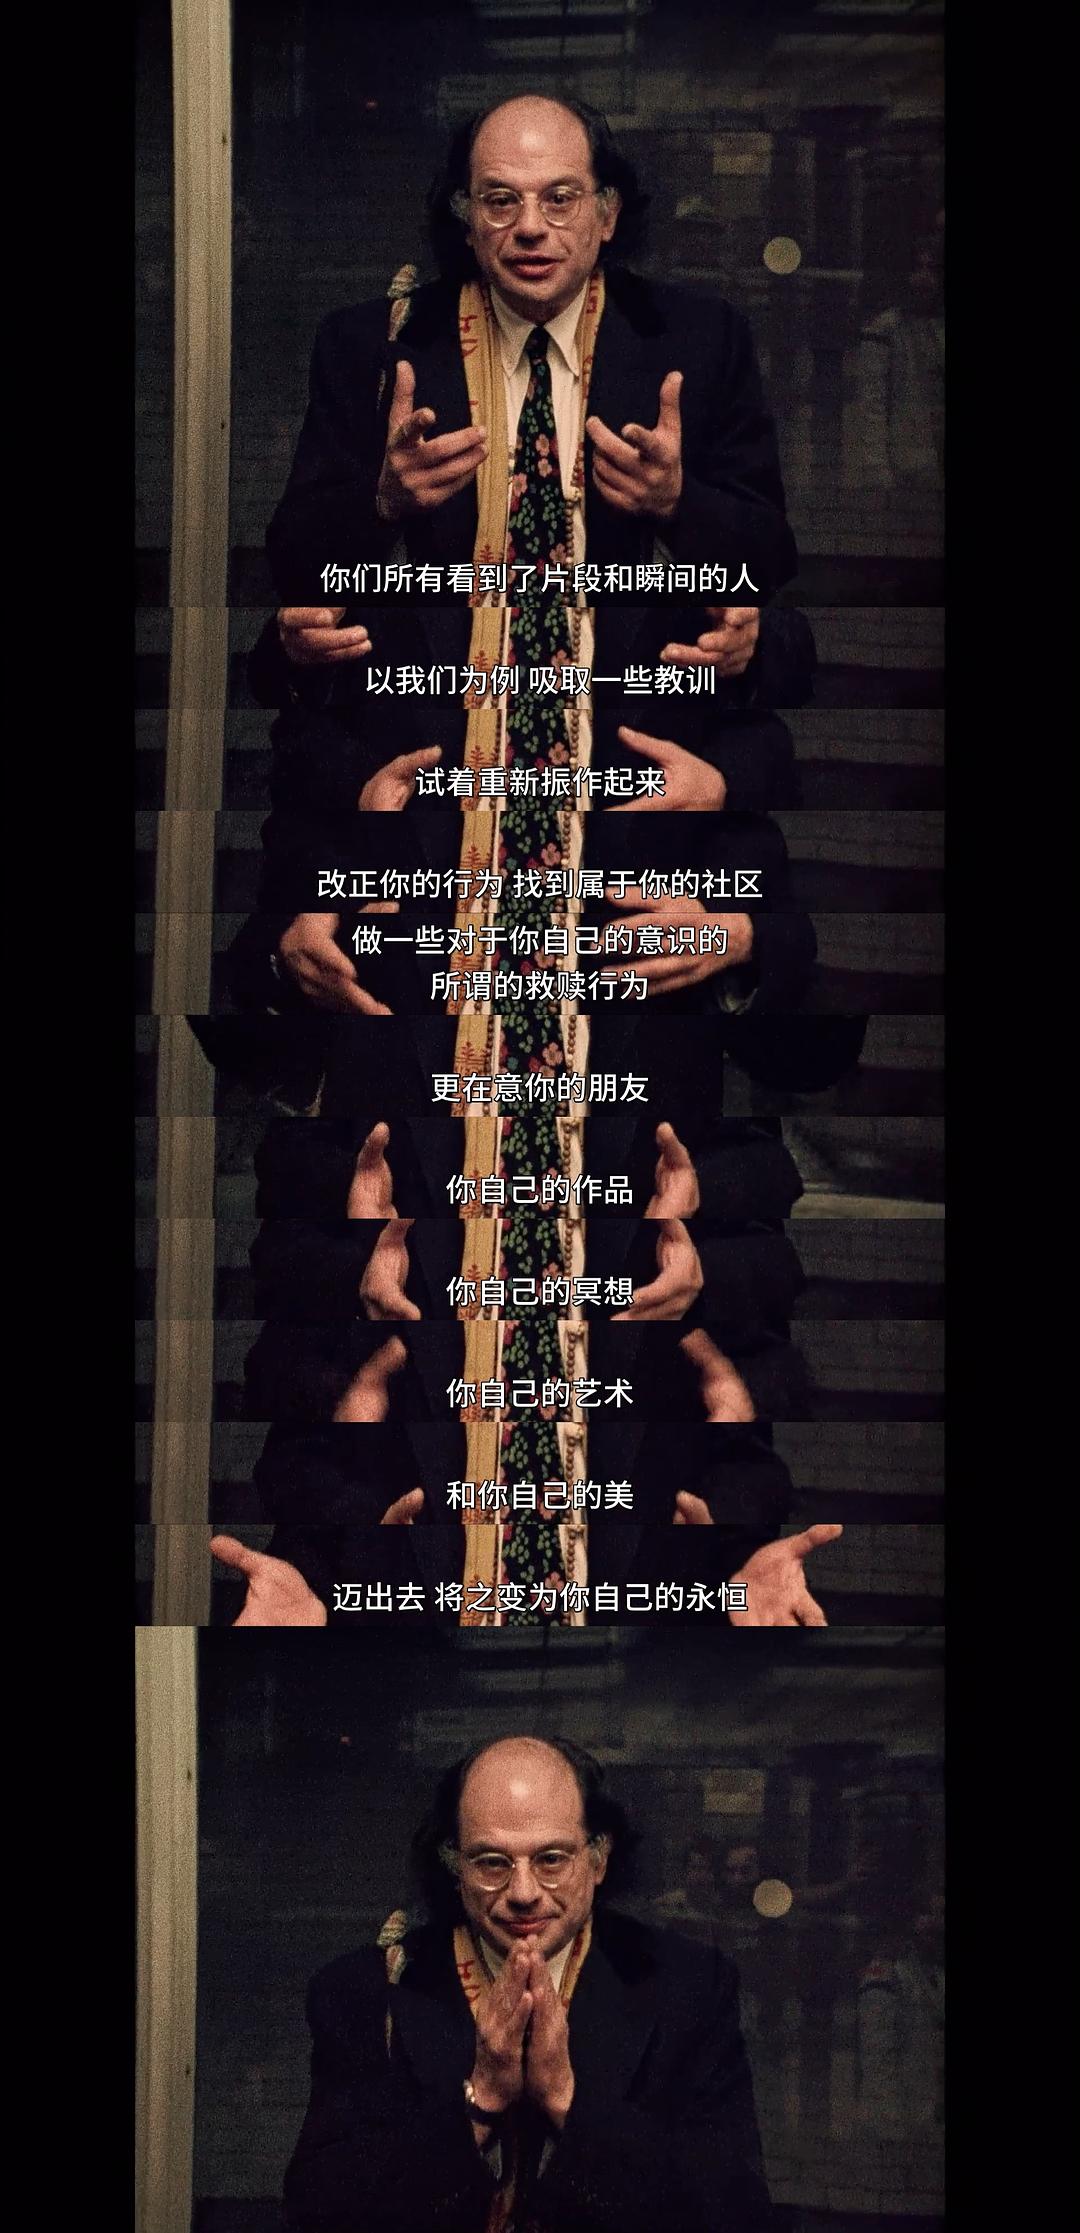 你们所有看到了片段和瞬间的人
以我们为例 吸取一些教训
试着重新振作起来
改正你的行为 找到属于你的社区
做一些对于你自己的意识的
所谓的救赎行为
更在意你的朋友
你自己的作品
你自己的冥想
你自己的艺术
和你自己的美
迈出去 将之变为你自己的永恒